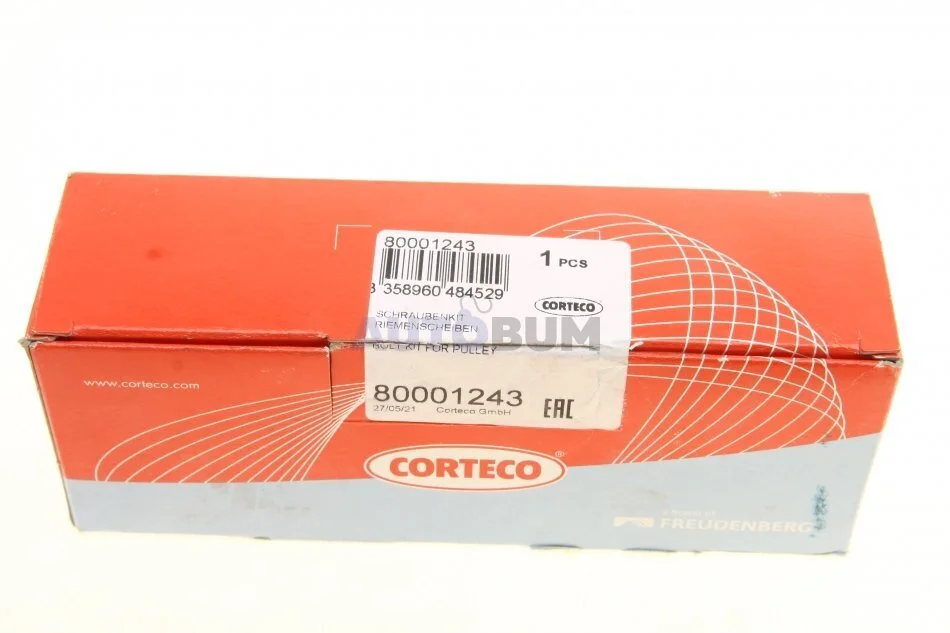 80001243
1 PCS
3 358960 484529
CORTECO
SCHRAUBENKIT
RIEMENSCHEIBEN
AUTOBUM
BOLT KIT FOR PULLEY
80001243
27/05/21 Corteco GmbH EAC
www.corteco.com
CORTECO®
FREUDENBERG